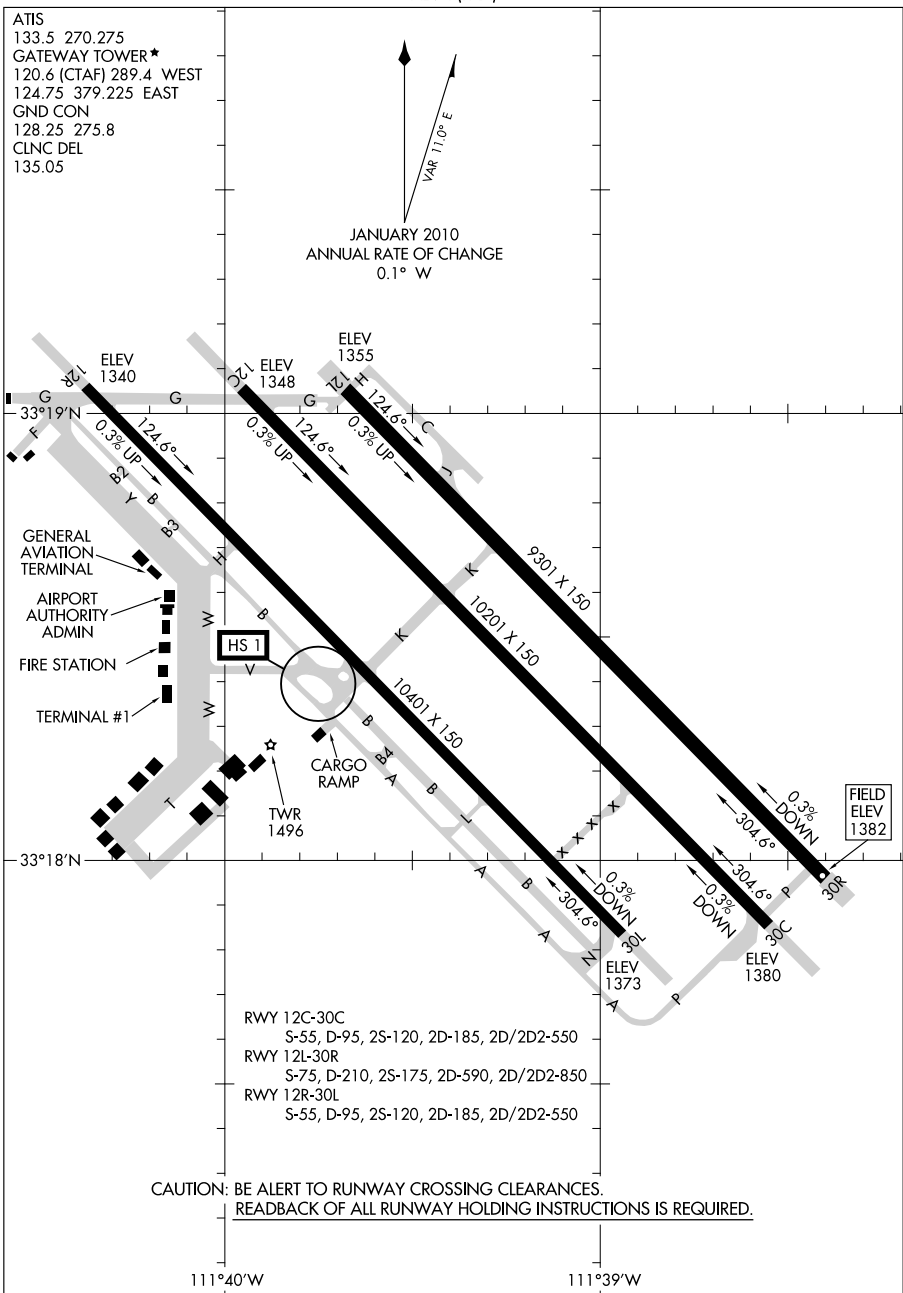 ATIS
133.5 270.275
GATEWAY TOWER★
120.6 (CTAF) 289.4 WEST
124.75 379.225 EAST
GND CON
128.25 275.8
CLNC DEL
135.05
VAR 11.0° E
JANUARY 2010
ANNUAL RATE OF CHANGE
0.1° W
12R
ELEV
1340
12C
ELEV
1348
ELEV
1355
12L
H
G
G
G
33°19'N
F
0.3% UP
124.6°
0.3% UP
124.6°
0.3% UP
124.6°
C
J
B2
Y
B
B3
H
GENERAL
AVIATION
TERMINAL
AIRPORT
AUTHORITY
ADMIN
FIRE STATION
TERMINAL #1
W
W
B
HS 1
V
K
K
9301 X 150
10201 X 150
10401 X 150
CARGO
RAMP
TWR
1496
T
B
B4
A
B
L
A
B
A
N
X X X X
33°18'N
0.3%
DOWN
304.6°
30L
ELEV
1373
304.6°
0.3%
DOWN
30C
ELEV
1380
0.3%
DOWN
304.6°
30R
FIELD
ELEV
1382
P
P
A
RWY 12C-30C
S-55, D-95, 2S-120, 2D-185, 2D/2D2-550
RWY 12L-30R
S-75, D-210, 2S-175, 2D-590, 2D/2D2-850
RWY 12R-30L
S-55, D-95, 2S-120, 2D-185, 2D/2D2-550
CAUTION: BE ALERT TO RUNWAY CROSSING CLEARANCES.
READBACK OF ALL RUNWAY HOLDING INSTRUCTIONS IS REQUIRED.
111°40'W
111°39'W